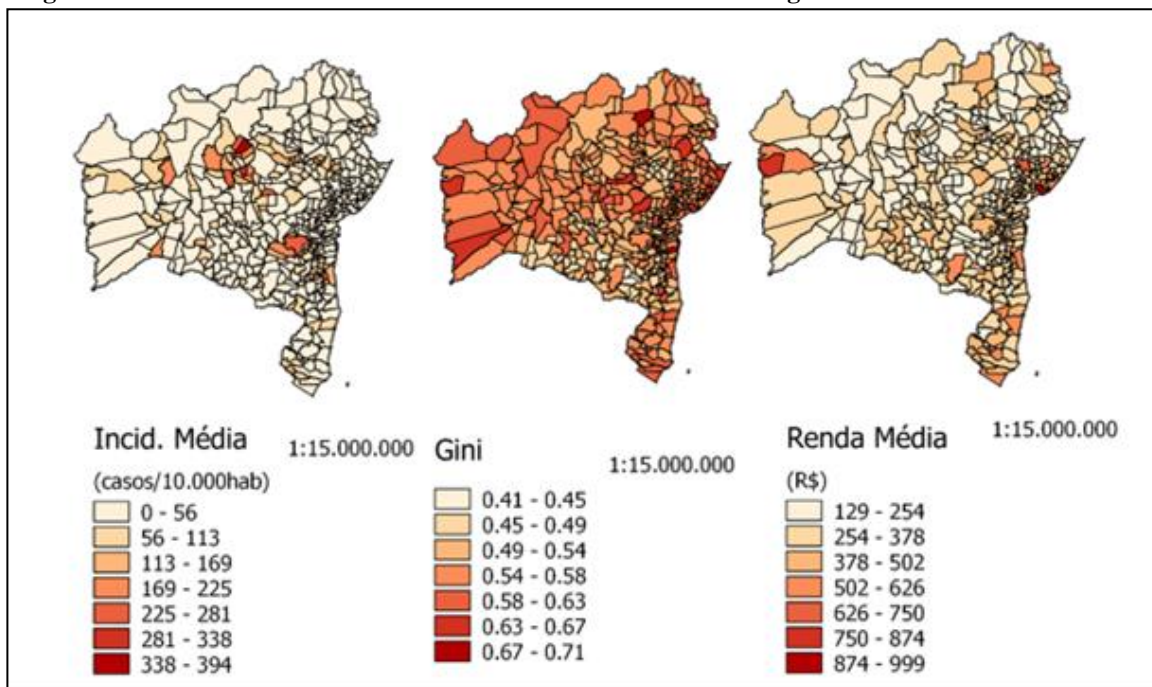 Incid. Média
1:15.000.000
(casos/10.000hab)
0 - 56
56 - 113
113 - 169
169 - 225
225 - 281
281 - 338
338 - 394
Gini
1:15.000.000
0.41 - 0.45
0.45 - 0.49
0.49 - 0.54
0.54 - 0.58
0.58 - 0.63
0.63 - 0.67
0.67 - 0.71
Renda Média
1:15.000.000
(R$)
129 - 254
254 - 378
378 - 502
502 - 626
626 - 750
750 - 874
874 - 999